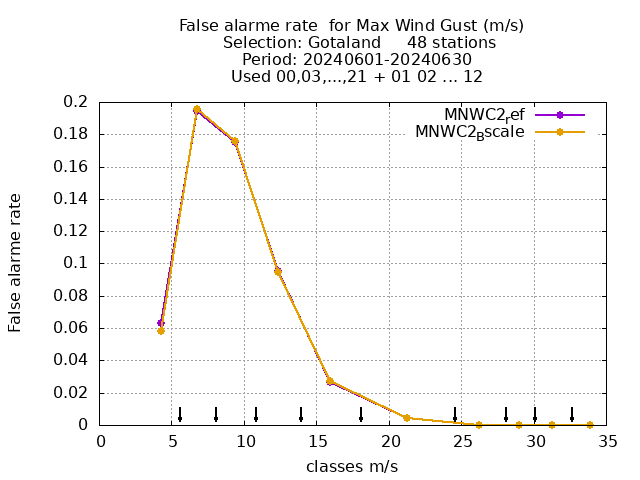 False alarme rate  for Max Wind Gust (m/s)
Selection: Gotaland     48 stations
Period: 20240601-20240630
Used 00,03,...,21 + 01 02 ... 12
MNWC2ref
MNWC2Bscale
False alarme rate
0.2
0.18
0.16
0.14
0.12
0.1
0.08
0.06
0.04
0.02
0
0 5 10 15 20 25 30 35
classes m/s